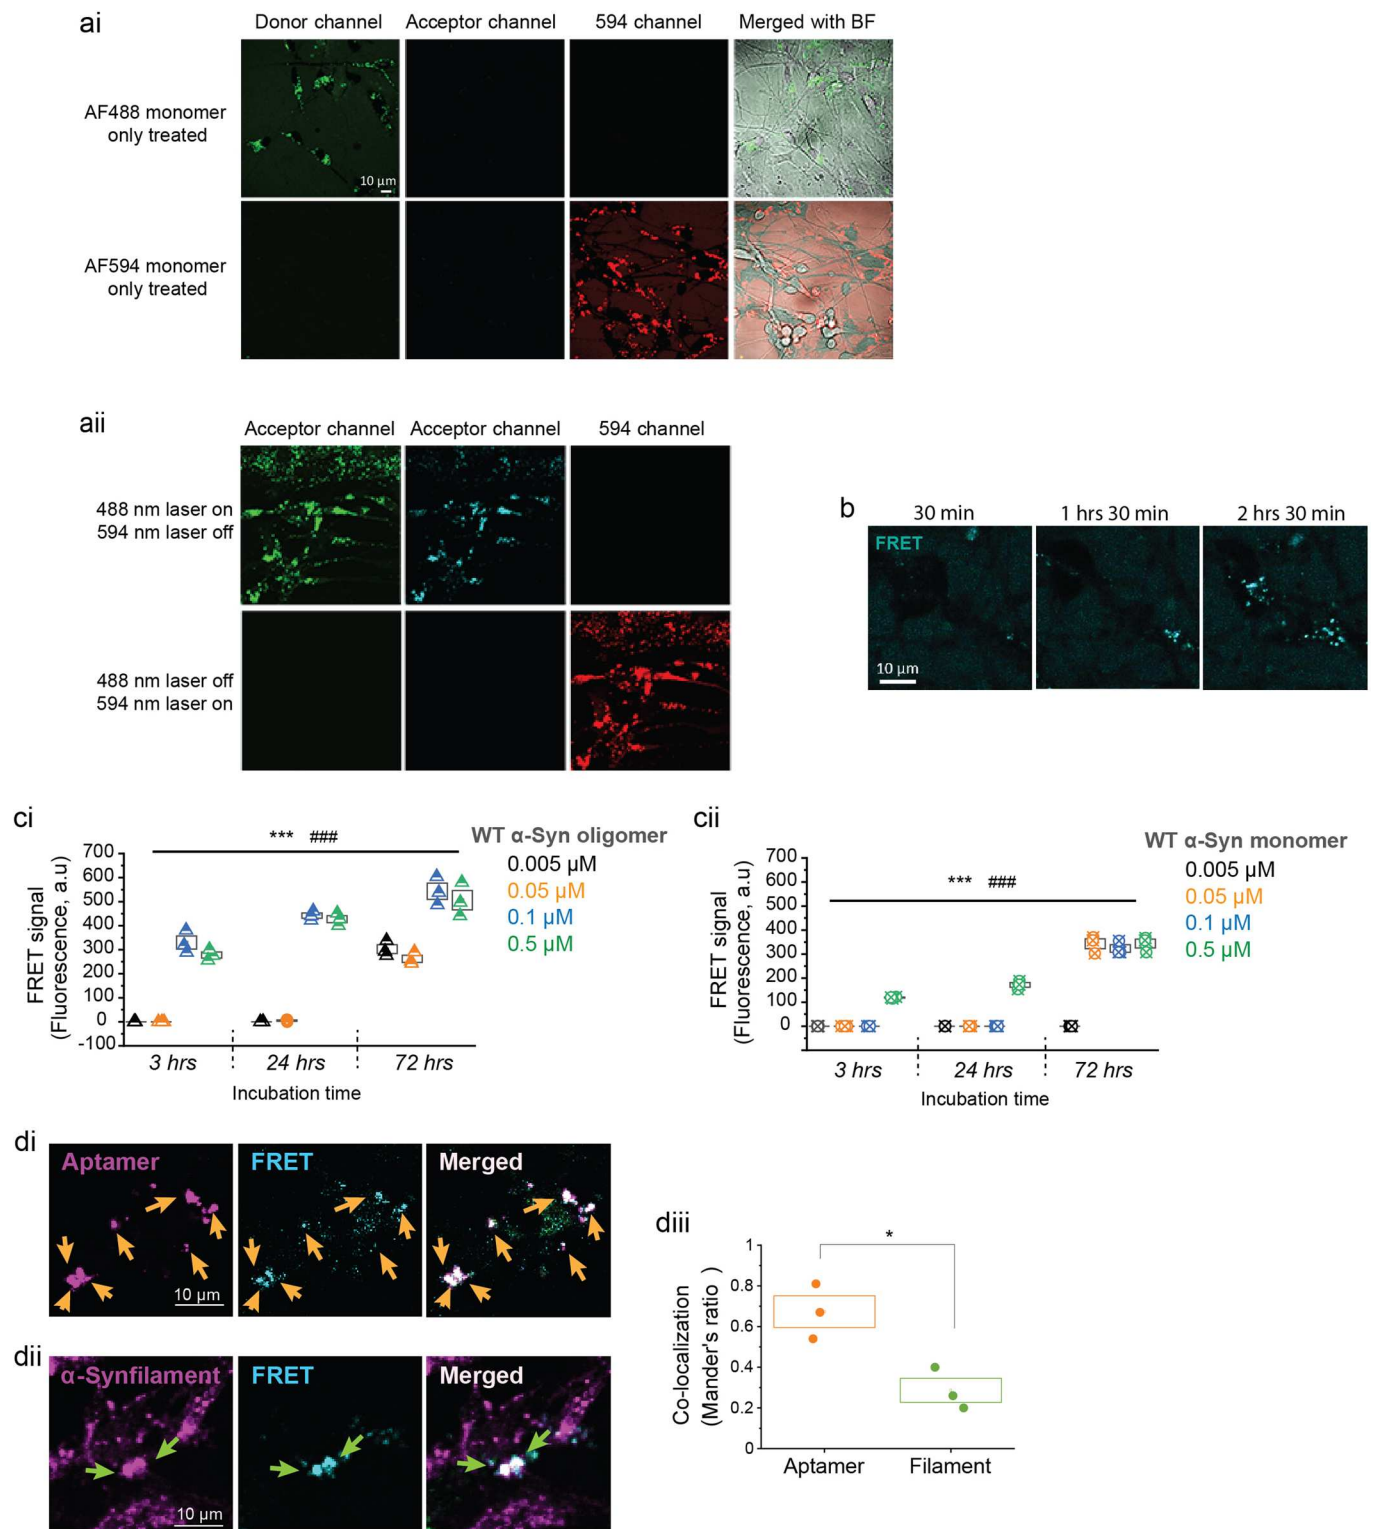 ai
Donor channel Acceptor channel 594 channel Merged with BF
AF488 monomer
only treated
10 µm
AF594 monomer
only treated
aii
Acceptor channel Acceptor channel 594 channel
488 nm laser on
594 nm laser off
488 nm laser off
594 nm laser on
b
30 min 1 hrs 30 min 2 hrs 30 min
FRET
10 µm
ci
*** ###
WT α-Syn oligomer
0.005 µM
0.05 µM
0.1 µM
0.5 µM
FRET signal
(Fluorescence, a.u)
700
600
500
400
300
200
100
0
-100
3 hrs 24 hrs 72 hrs
Incubation time
cii
*** ###
WT α-Syn monomer
0.005 µM
0.05 µM
0.1 µM
0.5 µM
FRET signal
(Fluorescence, a.u)
700
600
500
400
300
200
100
0
3 hrs 24 hrs 72 hrs
Incubation time
di
Aptamer FRET Merged
10 µm
dii
α-Synfilament FRET Merged
10 µm
diii
*
Co-localization
(Mander's ratio )
1
0.8
0.6
0.4
0.2
0
Aptamer Filament